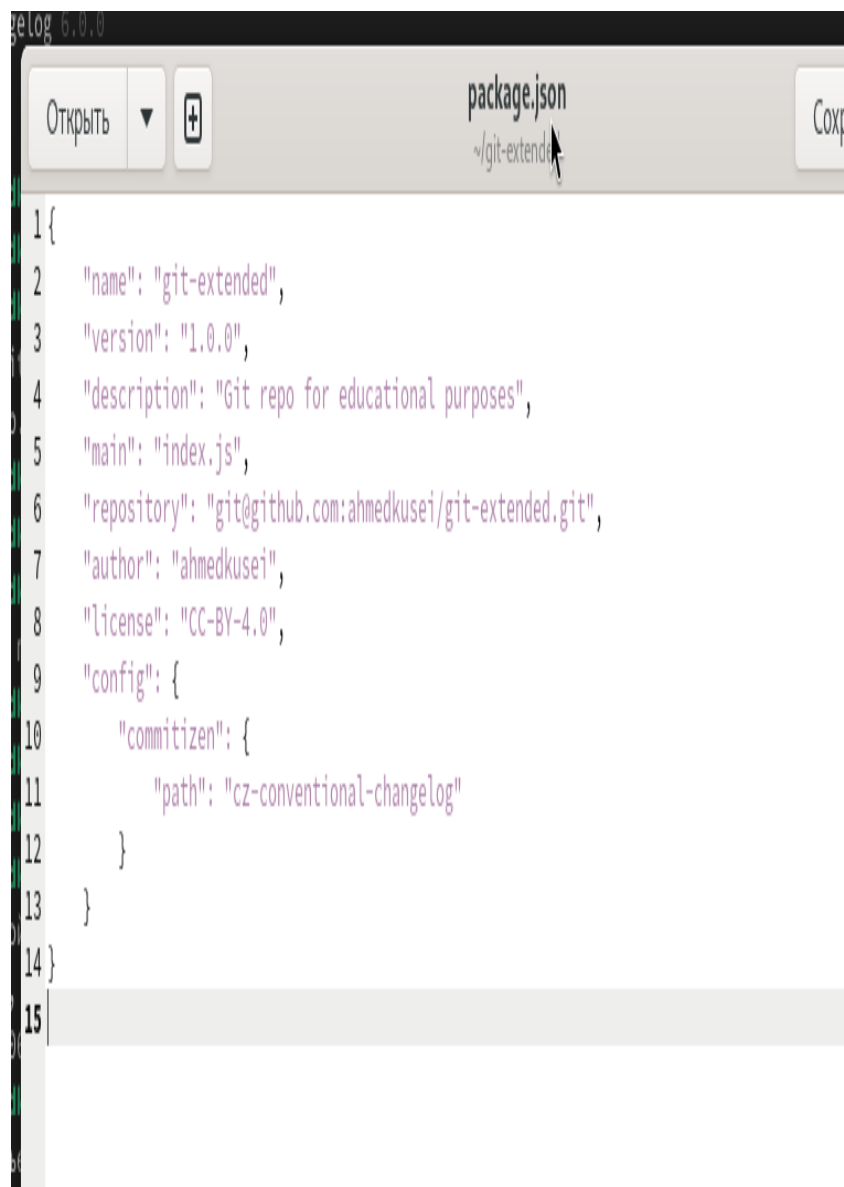 gelog 6.0.0
Открыть
package.json
~/git-extende
1 {
2 "name": "git-extended",
3 "version": "1.0.0",
4 "description": "Git repo for educational purposes",
5 "main": "index.js",
6 "repository": "git@github.com:ahmedkusei/git-extended.git",
7 "author": "ahmedkusei",
8 "license": "CC-BY-4.0",
9 "config": {
10 "commitizen": {
11 "path": "cz-conventional-changelog"
12 }
13 }
14 }
15